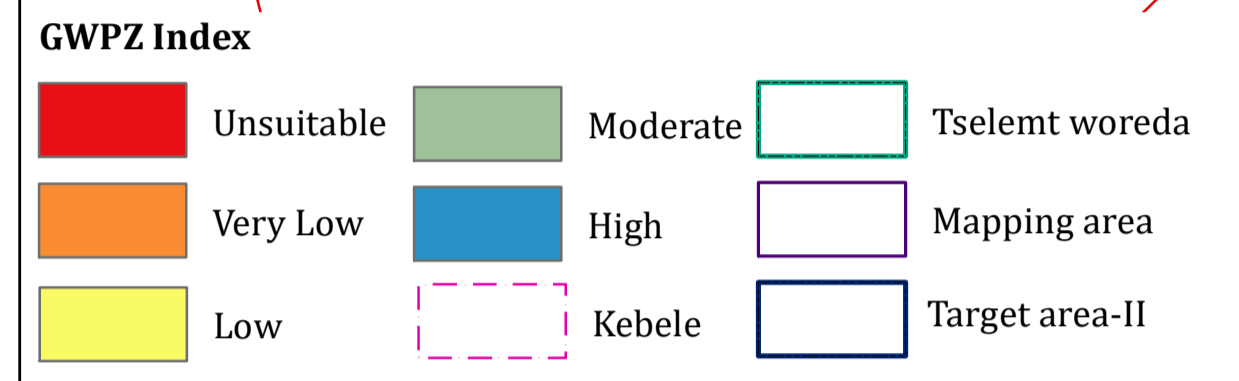 GWPZ Index
Unsuitable
Moderate
Tselemt woreda
Very Low
High
Mapping area
Low
Kebele
Target area-II